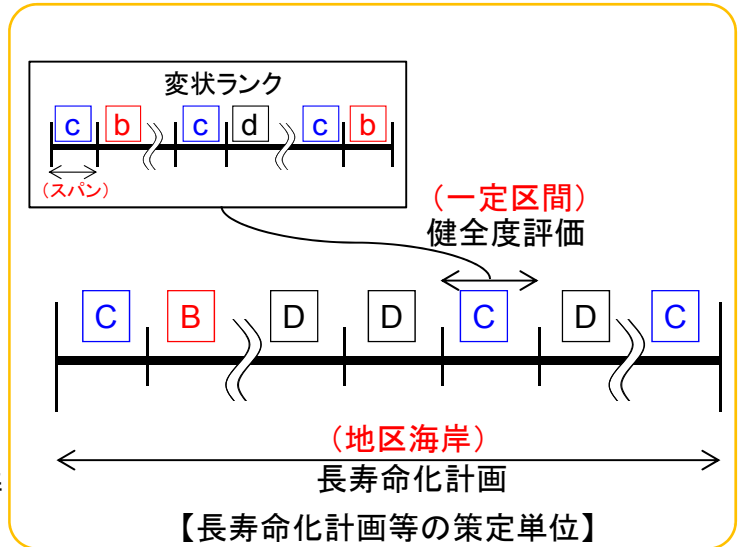 変状ランク
c b c d c b
(スパン)
(一定区間)
健全度評価
C B D D C D C
(地区海岸)
長寿命化計画
【長寿命化計画等の策定単位】